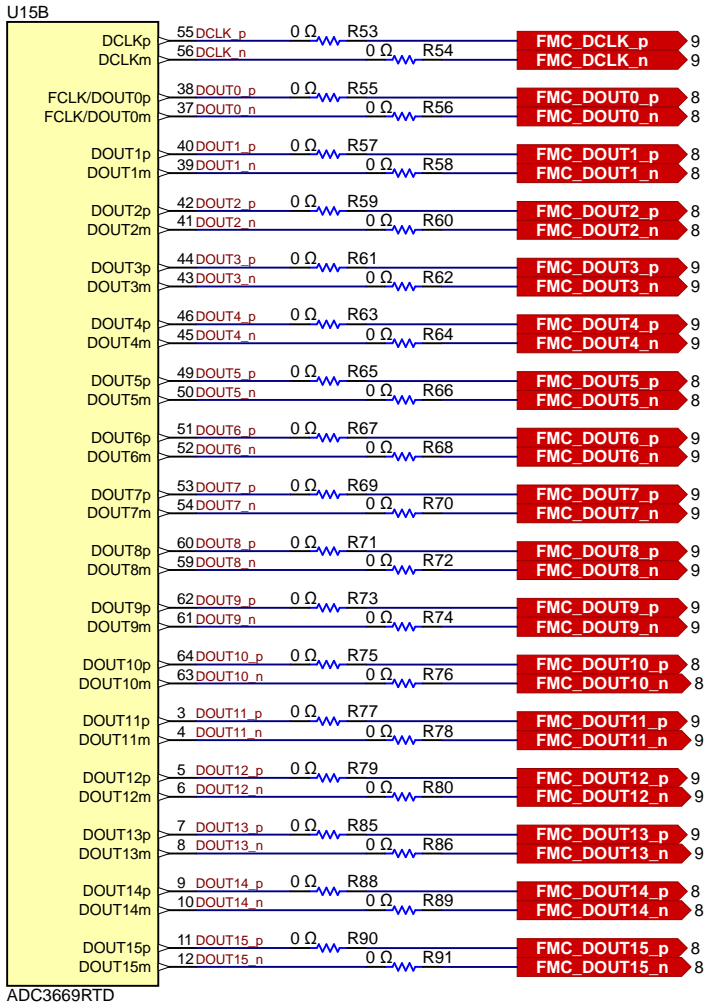 U15B
DCLKp 55 DCLK_p 0 Ω R53 FMC_DCLK_p 9
DCLKm 56 DCLK_n 0 Ω R54 FMC_DCLK_n 9
FCLK/DOUT0p 38 DOUT0_p 0 Ω R55 FMC_DOUT0_p 8
FCLK/DOUT0m 37 DOUT0_n 0 Ω R56 FMC_DOUT0_n 8
DOUT1p 40 DOUT1_p 0 Ω R57 FMC_DOUT1_p 8
DOUT1m 39 DOUT1_n 0 Ω R58 FMC_DOUT1_n 8
DOUT2p 42 DOUT2_p 0 Ω R59 FMC_DOUT2_p 8
DOUT2m 41 DOUT2_n 0 Ω R60 FMC_DOUT2_n 8
DOUT3p 44 DOUT3_p 0 Ω R61 FMC_DOUT3_p 9
DOUT3m 43 DOUT3_n 0 Ω R62 FMC_DOUT3_n 9
DOUT4p 46 DOUT4_p 0 Ω R63 FMC_DOUT4_p 9
DOUT4m 45 DOUT4_n 0 Ω R64 FMC_DOUT4_n 9
DOUT5p 49 DOUT5_p 0 Ω R65 FMC_DOUT5_p 8
DOUT5m 50 DOUT5_n 0 Ω R66 FMC_DOUT5_n 8
DOUT6p 51 DOUT6_p 0 Ω R67 FMC_DOUT6_p 9
DOUT6m 52 DOUT6_n 0 Ω R68 FMC_DOUT6_n 9
DOUT7p 53 DOUT7_p 0 Ω R69 FMC_DOUT7_p 9
DOUT7m 54 DOUT7_n 0 Ω R70 FMC_DOUT7_n 9
DOUT8p 60 DOUT8_p 0 Ω R71 FMC_DOUT8_p 9
DOUT8m 59 DOUT8_n 0 Ω R72 FMC_DOUT8_n 9
DOUT9p 62 DOUT9_p 0 Ω R73 FMC_DOUT9_p 9
DOUT9m 61 DOUT9_n 0 Ω R74 FMC_DOUT9_n 9
DOUT10p 64 DOUT10_p 0 Ω R75 FMC_DOUT10_p 8
DOUT10m 63 DOUT10_n 0 Ω R76 FMC_DOUT10_n 8
DOUT11p 3 DOUT11_p 0 Ω R77 FMC_DOUT11_p 9
DOUT11m 4 DOUT11_n 0 Ω R78 FMC_DOUT11_n 9
DOUT12p 5 DOUT12_p 0 Ω R79 FMC_DOUT12_p 9
DOUT12m 6 DOUT12_n 0 Ω R80 FMC_DOUT12_n 9
DOUT13p 7 DOUT13_p 0 Ω R85 FMC_DOUT13_p 9
DOUT13m 8 DOUT13_n 0 Ω R86 FMC_DOUT13_n 9
DOUT14p 9 DOUT14_p 0 Ω R88 FMC_DOUT14_p 8
DOUT14m 10 DOUT14_n 0 Ω R89 FMC_DOUT14_n 8
DOUT15p 11 DOUT15_p 0 Ω R90 FMC_DOUT15_p 8
DOUT15m 12 DOUT15_n 0 Ω R91 FMC_DOUT15_n 8
ADC3669RTD